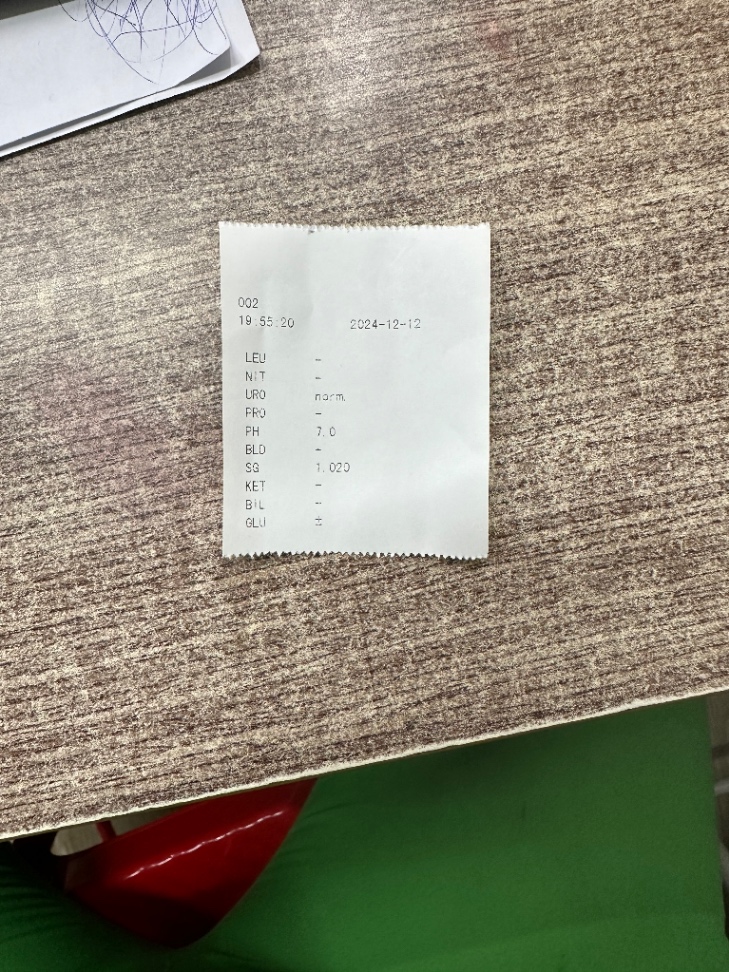 002
19:55:20 2024-12-12
LEU -
NIT -
URO norm.
PRO -
PH 7.0
BLD -
SG 1.020
KET -
BIL -
GLU ±